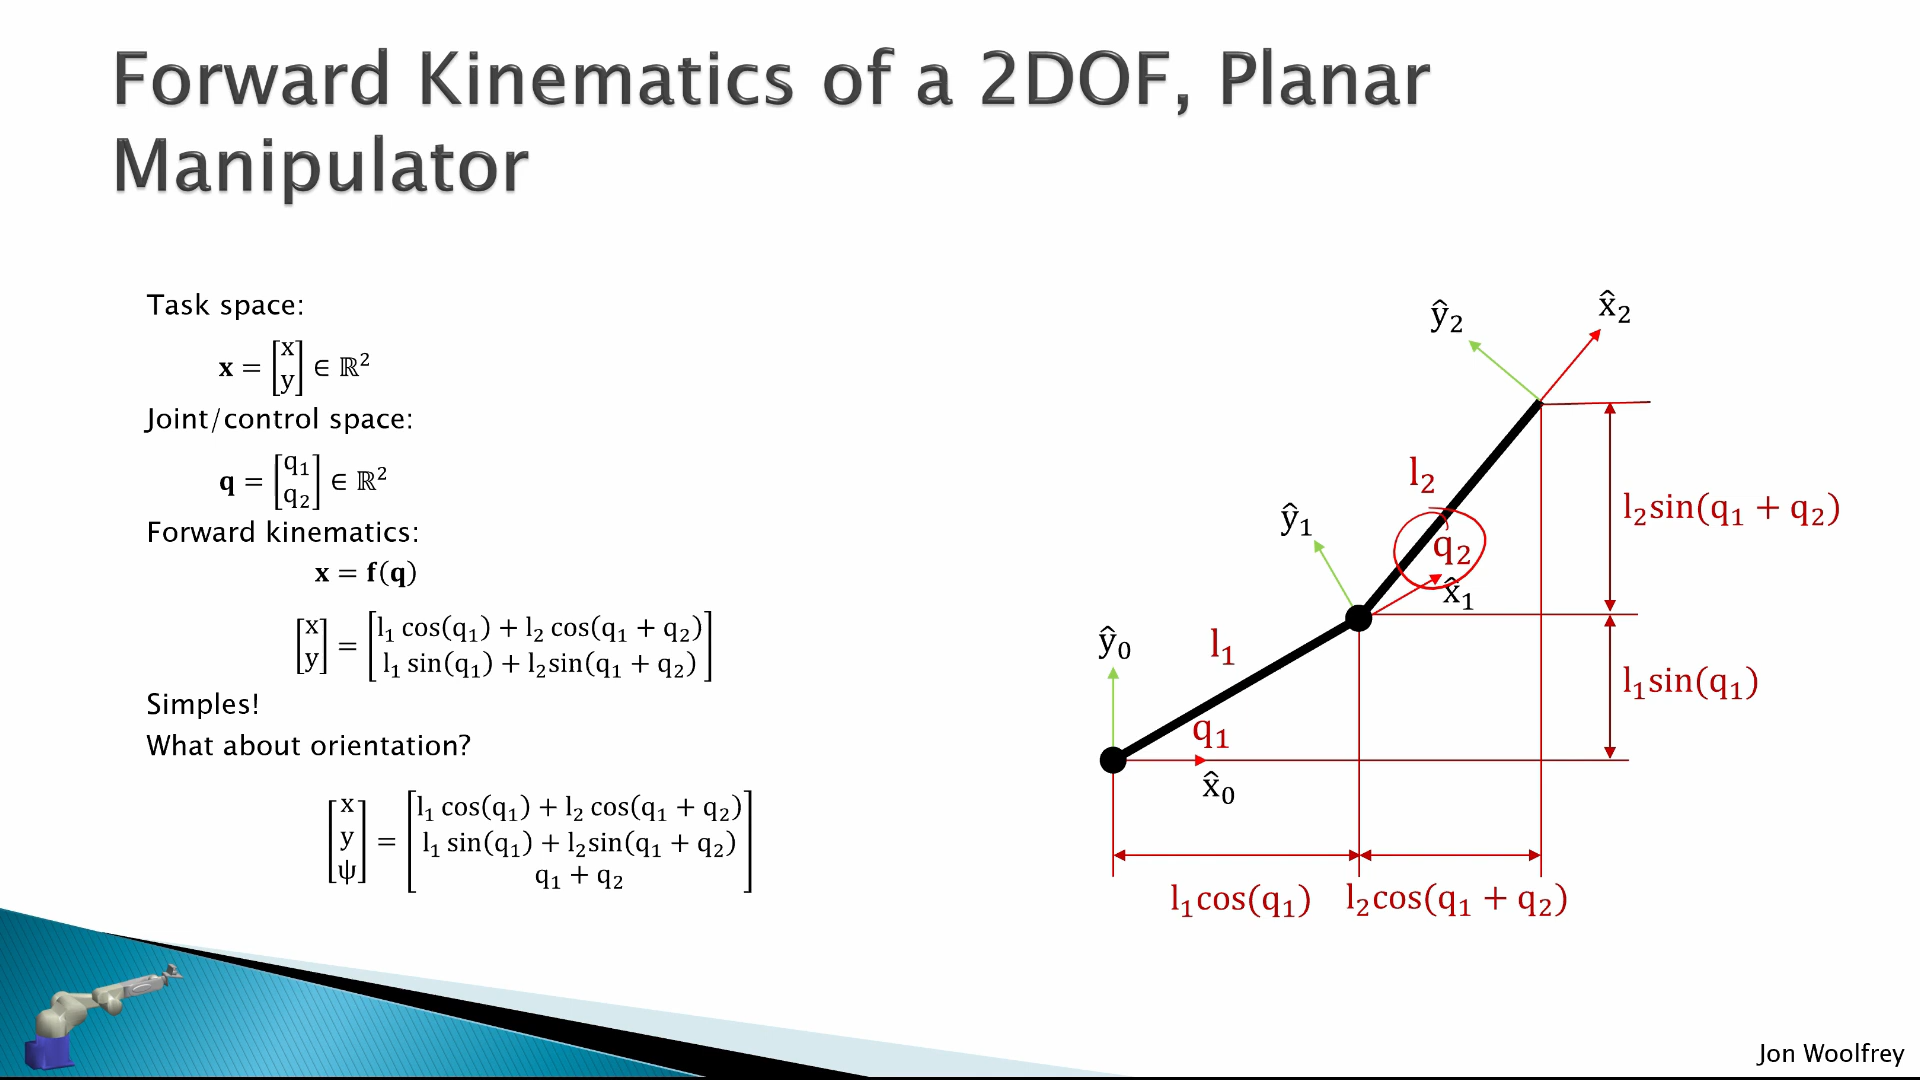 Forward Kinematics of a 2DOF, Planar
Manipulator
Task space:
𝐱 = [x y] ∈ ℝ²
Joint/control space:
𝐪 = [q₁ q₂] ∈ ℝ²
Forward kinematics:
𝐱 = 𝐟(𝐪)
[x y] = [l₁ cos(q₁) + l₂ cos(q₁ + q₂) l₁ sin(q₁) + l₂sin(q₁ + q₂)]
Simples!
What about orientation?
[x y ψ] = [l₁ cos(q₁) + l₂ cos(q₁ + q₂) l₁ sin(q₁) + l₂sin(q₁ + q₂) q₁ + q₂]
ŷ₂
x̂₂
l₂
l₂sin(q₁ + q₂)
ŷ₁
q₂
x̂₁
ŷ₀
l₁
l₁sin(q₁)
q₁
x̂₀
l₁cos(q₁)
l₂cos(q₁ + q₂)
Jon Woolfrey